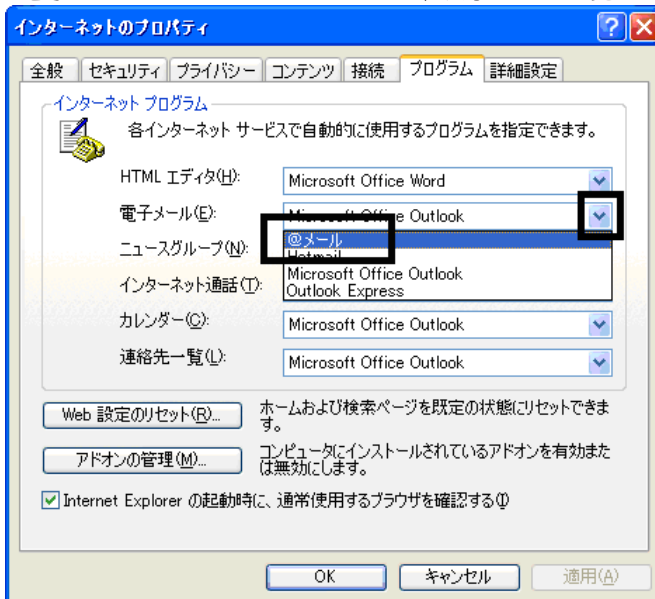 インターネットのプロパティ
全般 セキュリティ プライバシー コンテンツ 接続 プログラム 詳細設定
インターネット プログラム
各インターネット サービスで自動的に使用するプログラムを指定できます。
HTML エディタ(H): Microsoft Office Word
電子メール(E): Microsoft Office Outlook
@メール
ニュースグループ(N): Hotmail
Microsoft Office Outlook
インターネット通話(T): Outlook Express
カレンダー(C): Microsoft Office Outlook
連絡先一覧(L): Microsoft Office Outlook
Web 設定のリセット(R)... ホームおよび検索ページを既定の状態にリセットできま
す。
アドオンの管理(M)... コンピュータにインストールされているアドオンを有効また
は無効にします。
Internet Explorer の起動時に、通常使用するブラウザを確認する(I)
OK キャンセル 適用(A)